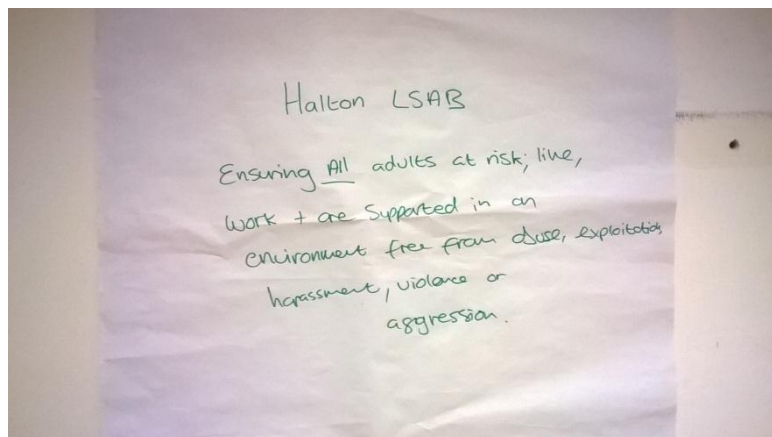 Halton LSAB
Ensuring All adults at risk; live,
work + are supported in an
environment free from abuse, exploitation,
harassment, violence or
aggression.